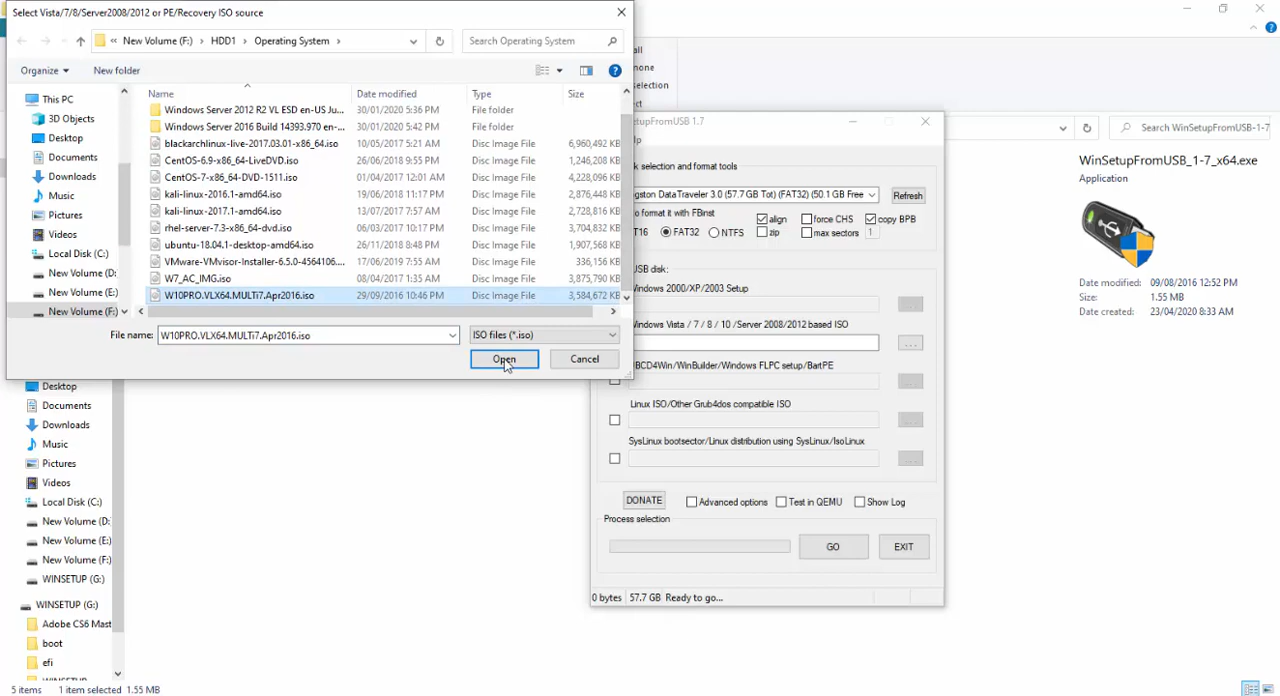 Select Vista/7/8/Server2008/2012 or PE/Recovery ISO source
« New Volume (F:) › HDD1 › Operating System ›
Search Operating System
Organize
New folder
This PC
3D Objects
Desktop
Documents
Downloads
Music
Pictures
Videos
Local Disk (C:)
New Volume (D:
New Volume (E:)
New Volume (F:)
Name Date modified Type Size
Windows Server 2012 R2 VL ESD en-US Ju... 30/01/2020 5:36 PM File folder
Windows Server 2016 Build 14393.970 en-... 30/01/2020 5:42 PM File folder
blackarchlinux-live-2017.03.01-x86_64.iso 10/05/2017 5:21 AM Disc Image File 6,960,492 KB
CentOS-6.9-x86_64-LiveDVD.iso 26/06/2018 9:55 PM Disc Image File 1,246,208 KB
CentOS-7-x86_64-DVD-1511.iso 01/04/2017 12:01 AM Disc Image File 4,228,096 KB
kali-linux-2016.1-amd64.iso 19/06/2018 11:17 PM Disc Image File 2,876,448 KB
kali-linux-2017.1-amd64.iso 13/07/2017 7:57 AM Disc Image File 2,728,816 KB
rhel-server-7.3-x86_64-dvd.iso 06/03/2017 10:17 PM Disc Image File 3,704,832 KB
ubuntu-18.04.1-desktop-amd64.iso 26/11/2018 8:48 PM Disc Image File 1,907,568 KB
VMware-VMvisor-Installer-6.5.0-4564106.... 17/06/2019 7:55 AM Disc Image File 336,156 KB
W7_AC_IMG.iso 08/04/2017 1:35 AM Disc Image File 3,875,790 KB
W10PRO.VLX64.MULTi7.Apr2016.iso 29/09/2016 10:46 PM Disc Image File 3,584,672 KB
File name: W10PRO.VLX64.MULTi7.Apr2016.iso
ISO files (*.iso)
Open
Cancel
Desktop
Documents
Downloads
Music
Pictures
Videos
Local Disk (C:)
New Volume (D:
New Volume (E:)
New Volume (F:)
WINSETUP (G:)
WINSETUP (G:)
Adobe CS6 Mast
boot
efi
5 items 1 item selected 1.55 MB
all
none
selection
ect
Search WinSetupFromUSB_1-7
WinSetupFromUSB_1-7_x64.exe
Application
Date modified: 09/08/2016 12:52 PM
Size: 1.55 MB
Date created: 23/04/2020 8:33 AM
etupFromUSB 1.7
lp
k selection and format tools
ngston DataTraveler 3.0 (57.7 GB Tot) (FAT32) (50.1 GB Free
Refresh
to format it with FBinst
align
force CHS
copy BPB
T16
FAT32
NTFS
zip
max sectors
1
USB disk:
Windows 2000/XP/2003 Setup
...
Windows Vista / 7 / 8 / 10 /Server 2008/2012 based ISO
...
BCD4Win/WinBuilder/Windows FLPC setup/BartPE
...
Linux ISO/Other Grub4dos compatible ISO
...
SysLinux bootsector/Linux distribution using SysLinux/IsoLinux
...
DONATE
Advanced options
Test in QEMU
Show Log
Process selection
GO
EXIT
0 bytes 57.7 GB Ready to go...